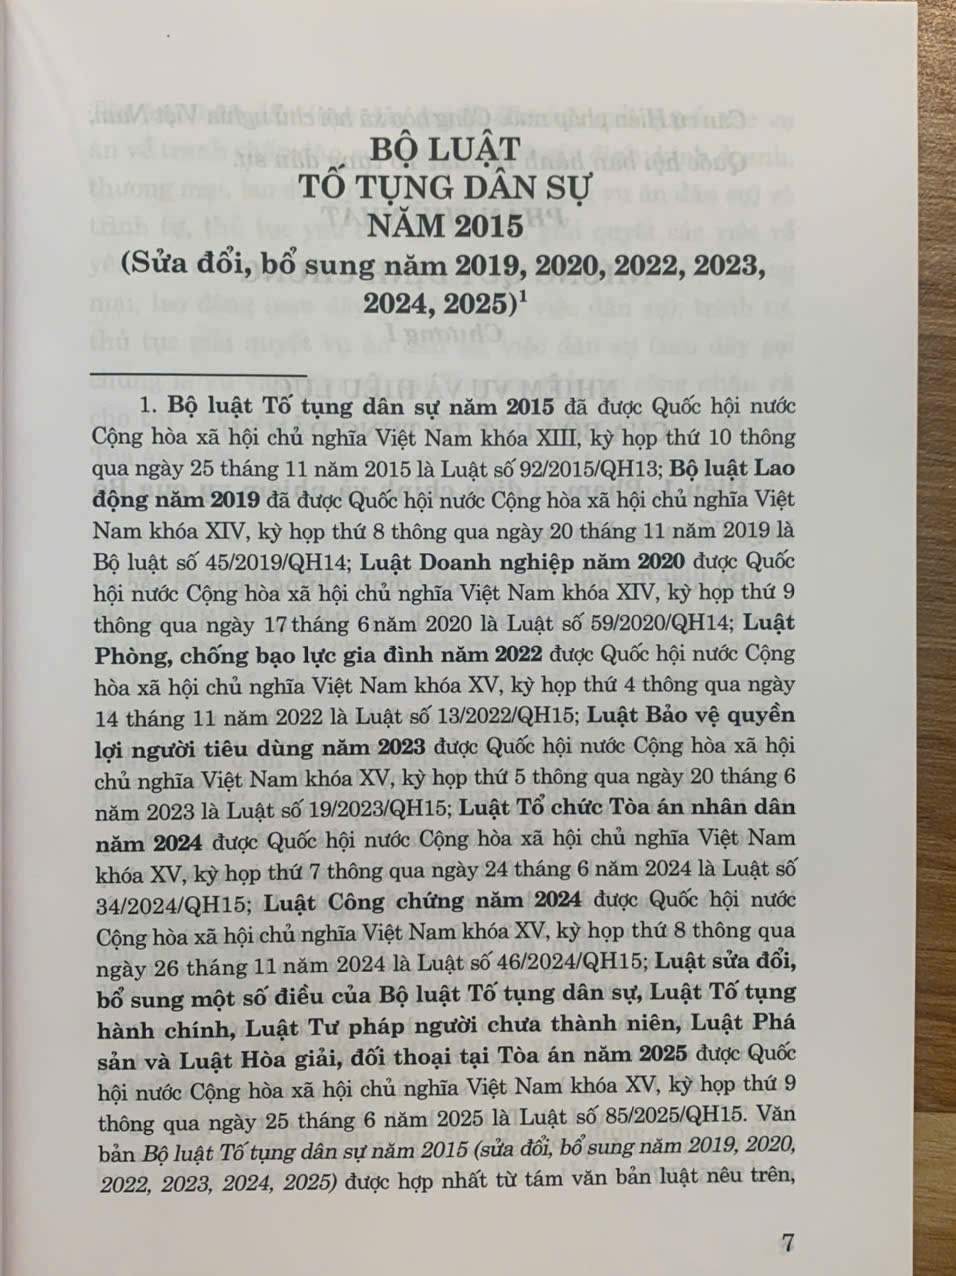 BỘ LUẬT
TỐ TỤNG DÂN SỰ
NĂM 2015
(Sửa đổi, bổ sung năm 2019, 2020, 2022, 2023,
2024, 2025)¹
1. Bộ luật Tố tụng dân sự năm 2015 đã được Quốc hội nước
Cộng hòa xã hội chủ nghĩa Việt Nam khóa XIII, kỳ họp thứ 10 thông
qua ngày 25 tháng 11 năm 2015 là Luật số 92/2015/QH13; Bộ luật Lao
động năm 2019 đã được Quốc hội nước Cộng hòa xã hội chủ nghĩa Việt
Nam khóa XIV, kỳ họp thứ 8 thông qua ngày 20 tháng 11 năm 2019 là
Bộ luật số 45/2019/QH14; Luật Doanh nghiệp năm 2020 được Quốc
hội nước Cộng hòa xã hội chủ nghĩa Việt Nam khóa XIV, kỳ họp thứ 9
thông qua ngày 17 tháng 6 năm 2020 là Luật số 59/2020/QH14; Luật
Phòng, chống bạo lực gia đình năm 2022 được Quốc hội nước Cộng
hòa xã hội chủ nghĩa Việt Nam khóa XV, kỳ họp thứ 4 thông qua ngày
14 tháng 11 năm 2022 là Luật số 13/2022/QH15; Luật Bảo vệ quyền
lợi người tiêu dùng năm 2023 được Quốc hội nước Cộng hòa xã hội
chủ nghĩa Việt Nam khóa XV, kỳ họp thứ 5 thông qua ngày 20 tháng 6
năm 2023 là Luật số 19/2023/QH15; Luật Tổ chức Tòa án nhân dân
năm 2024 được Quốc hội nước Cộng hòa xã hội chủ nghĩa Việt Nam
khóa XV, kỳ họp thứ 7 thông qua ngày 24 tháng 6 năm 2024 là Luật số
34/2024/QH15; Luật Công chứng năm 2024 được Quốc hội nước
Cộng hòa xã hội chủ nghĩa Việt Nam khóa XV, kỳ họp thứ 8 thông qua
ngày 26 tháng 11 năm 2024 là Luật số 46/2024/QH15; Luật sửa đổi,
bổ sung một số điều của Bộ luật Tố tụng dân sự, Luật Tố tụng
hành chính, Luật Tư pháp người chưa thành niên, Luật Phá
sản và Luật Hòa giải, đối thoại tại Tòa án năm 2025 được Quốc
hội nước Cộng hòa xã hội chủ nghĩa Việt Nam khóa XV, kỳ họp thứ 9
thông qua ngày 25 tháng 6 năm 2025 là Luật số 85/2025/QH15. Văn
bản Bộ luật Tố tụng dân sự năm 2015 (sửa đổi, bổ sung năm 2019, 2020,
2022, 2023, 2024, 2025) được hợp nhất từ tám văn bản luật nêu trên,
7